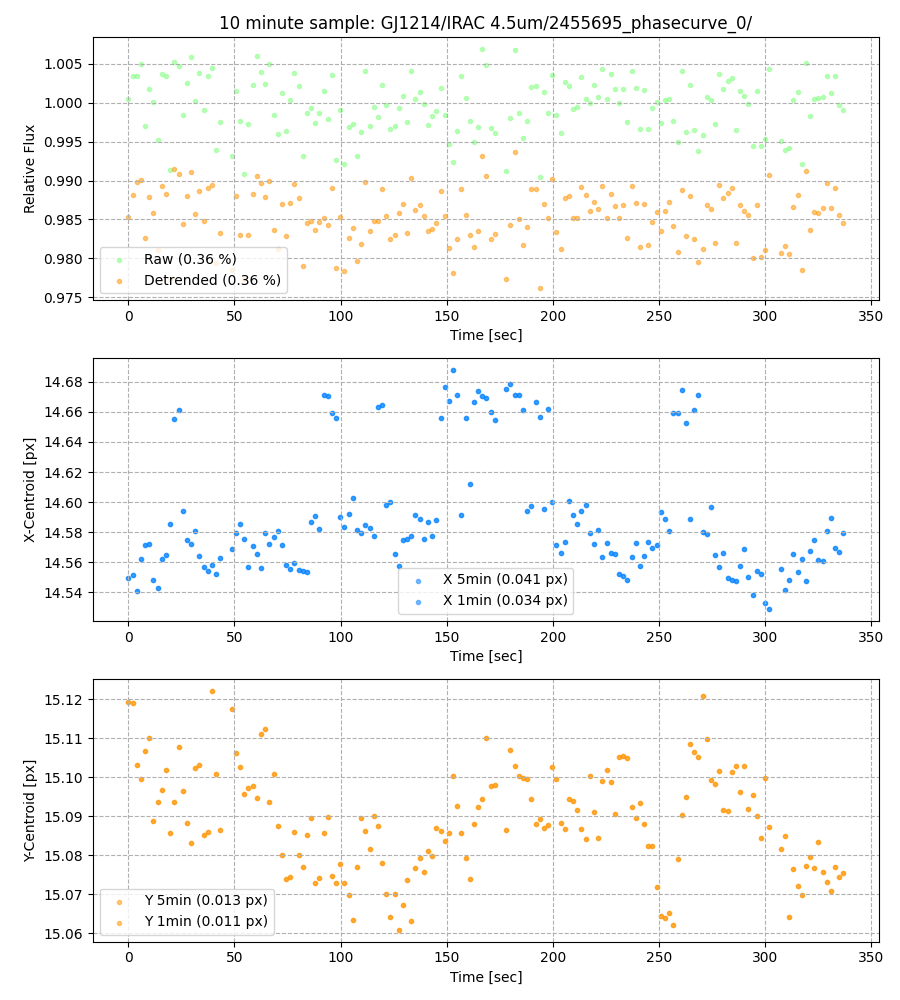 10 minute sample: GJ1214/IRAC 4.5um/2455695_phasecurve_0/
1.005
1.000
0.995
0.990
0.985
0.980
0.975
Relative Flux
Raw (0.36 %)
Detrended (0.36 %)
0 50 100 150 200 250 300 350
Time [sec]
14.68
14.66
14.64
14.62
14.60
14.58
14.56
14.54
X-Centroid [px]
X 5min (0.041 px)
X 1min (0.034 px)
0 50 100 150 200 250 300 350
Time [sec]
15.12
15.11
15.10
15.09
15.08
15.07
15.06
Y-Centroid [px]
Y 5min (0.013 px)
Y 1min (0.011 px)
0 50 100 150 200 250 300 350
Time [sec]